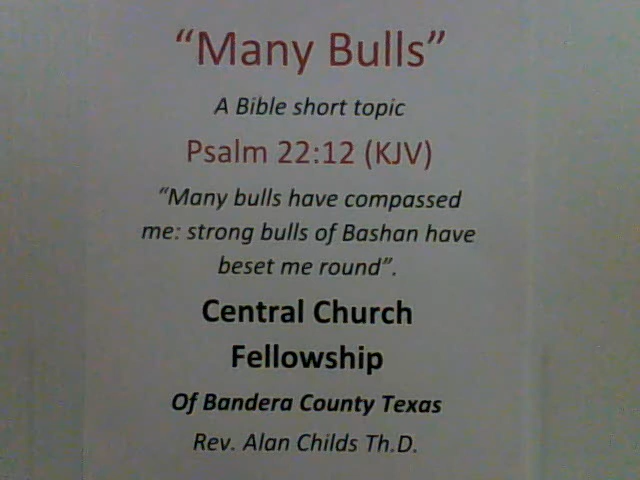 “Many Bulls”
A Bible short topic
Psalm 22:12 (KJV)
“Many bulls have compassed
me: strong bulls of Bashan have
beset me round”.
Central Church
Fellowship
Of Bandera County Texas
Rev. Alan Childs Th.D.